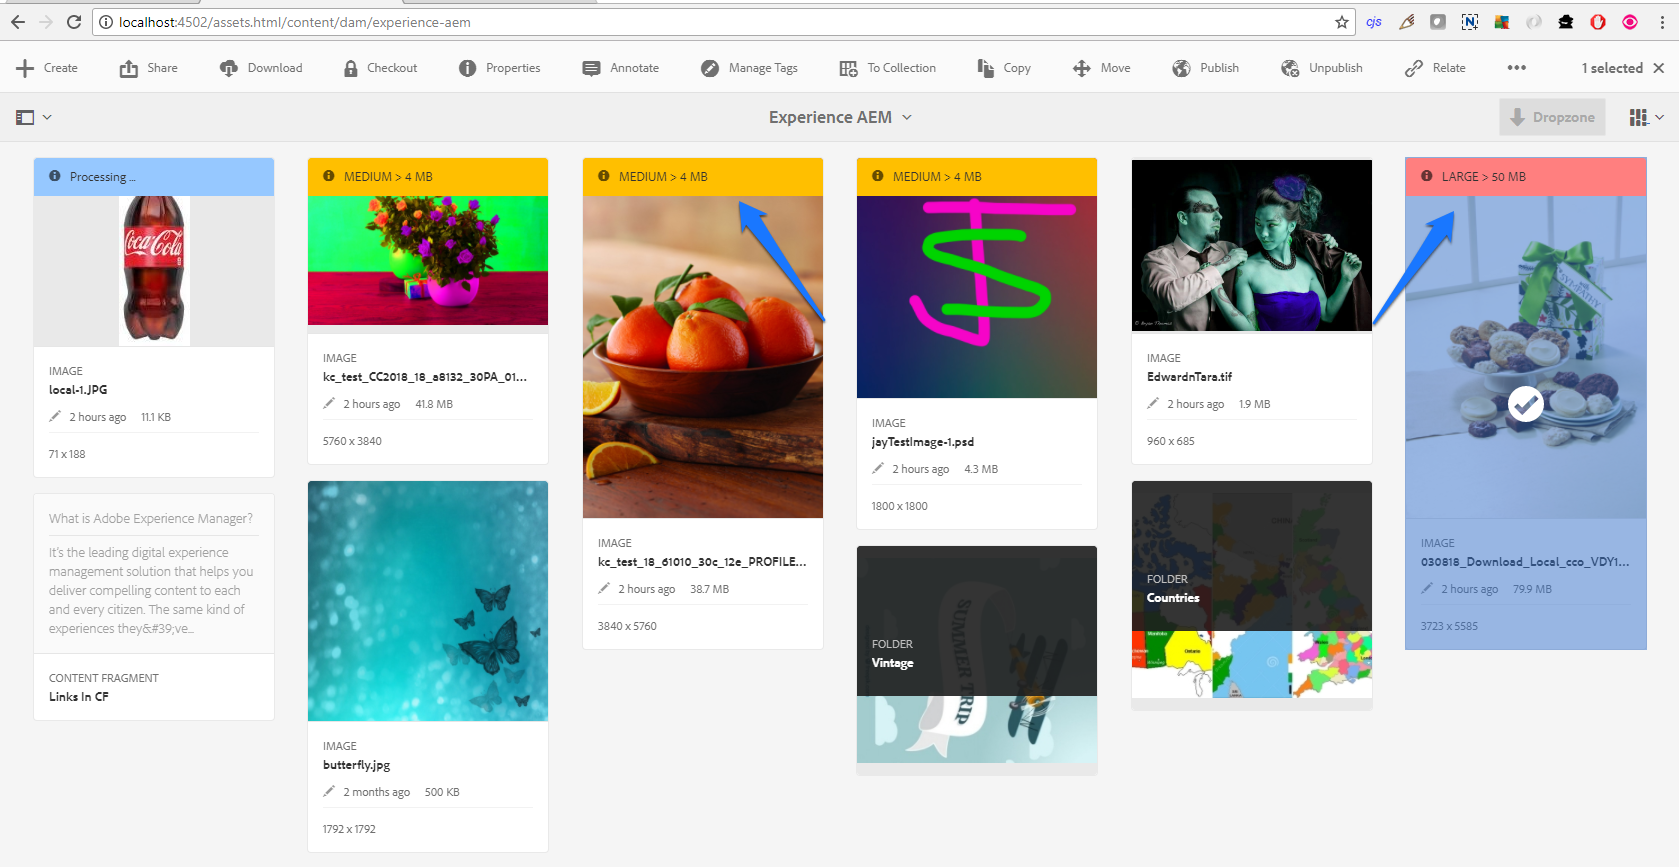 localhost:4502/assets.html/content/dam/experience-aem
cjs
N
Create
Share
Download
Checkout
Properties
Annotate
Manage Tags
To Collection
Copy
Move
Publish
Unpublish
Relate
1 selected
Experience AEM
Dropzone
Processing ...
Coca-Cola
IMAGE
local-1.JPG
2 hours ago 11.1 KB
71 x 188
What is Adobe Experience Manager?
It's the leading digital experience
management solution that helps you
deliver compelling content to each
and every citizen. The same kind of
experiences they&#39;ve...
CONTENT FRAGMENT
Links In CF
MEDIUM > 4 MB
IMAGE
kc_test_CC2018_18_a8132_30PA_01...
2 hours ago 41.8 MB
5760 x 3840
IMAGE
butterfly.jpg
2 months ago 500 KB
1792 x 1792
MEDIUM > 4 MB
IMAGE
kc_test_18_61010_30c_12e_PROFILE...
2 hours ago 38.7 MB
3840 x 5760
MEDIUM > 4 MB
IMAGE
jayTestImage-1.psd
2 hours ago 4.3 MB
1800 x 1800
FOLDER
Vintage
SUMMER TRIP
IMAGE
EdwardnTara.tif
2 hours ago 1.9 MB
960 x 685
FOLDER
Countries
Manitoba
Ontario
LARGE > 50 MB
SYMPATHY
IMAGE
030818_Download_Local_cco_VDY1...
2 hours ago 79.9 MB
3723 x 5585